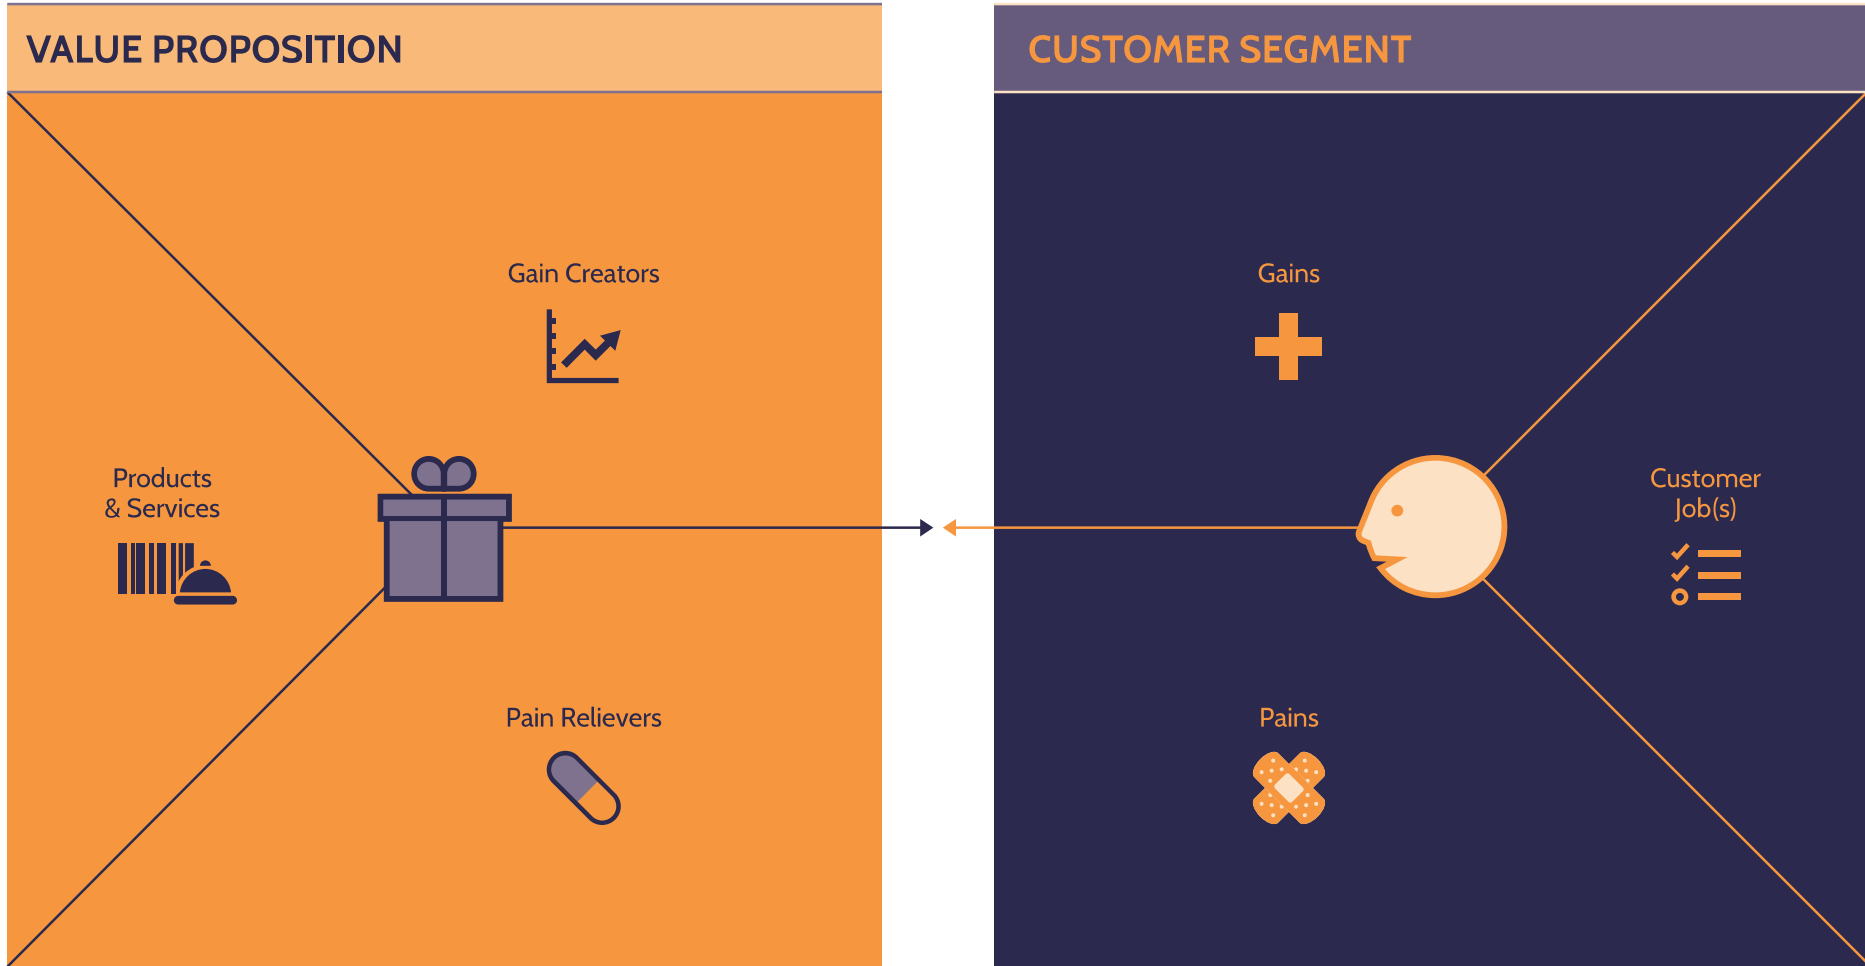 VALUE PROPOSITION
Gain Creators
Products
& Services
Pain Relievers
CUSTOMER SEGMENT
Gains
Customer
Job(s)
Pains